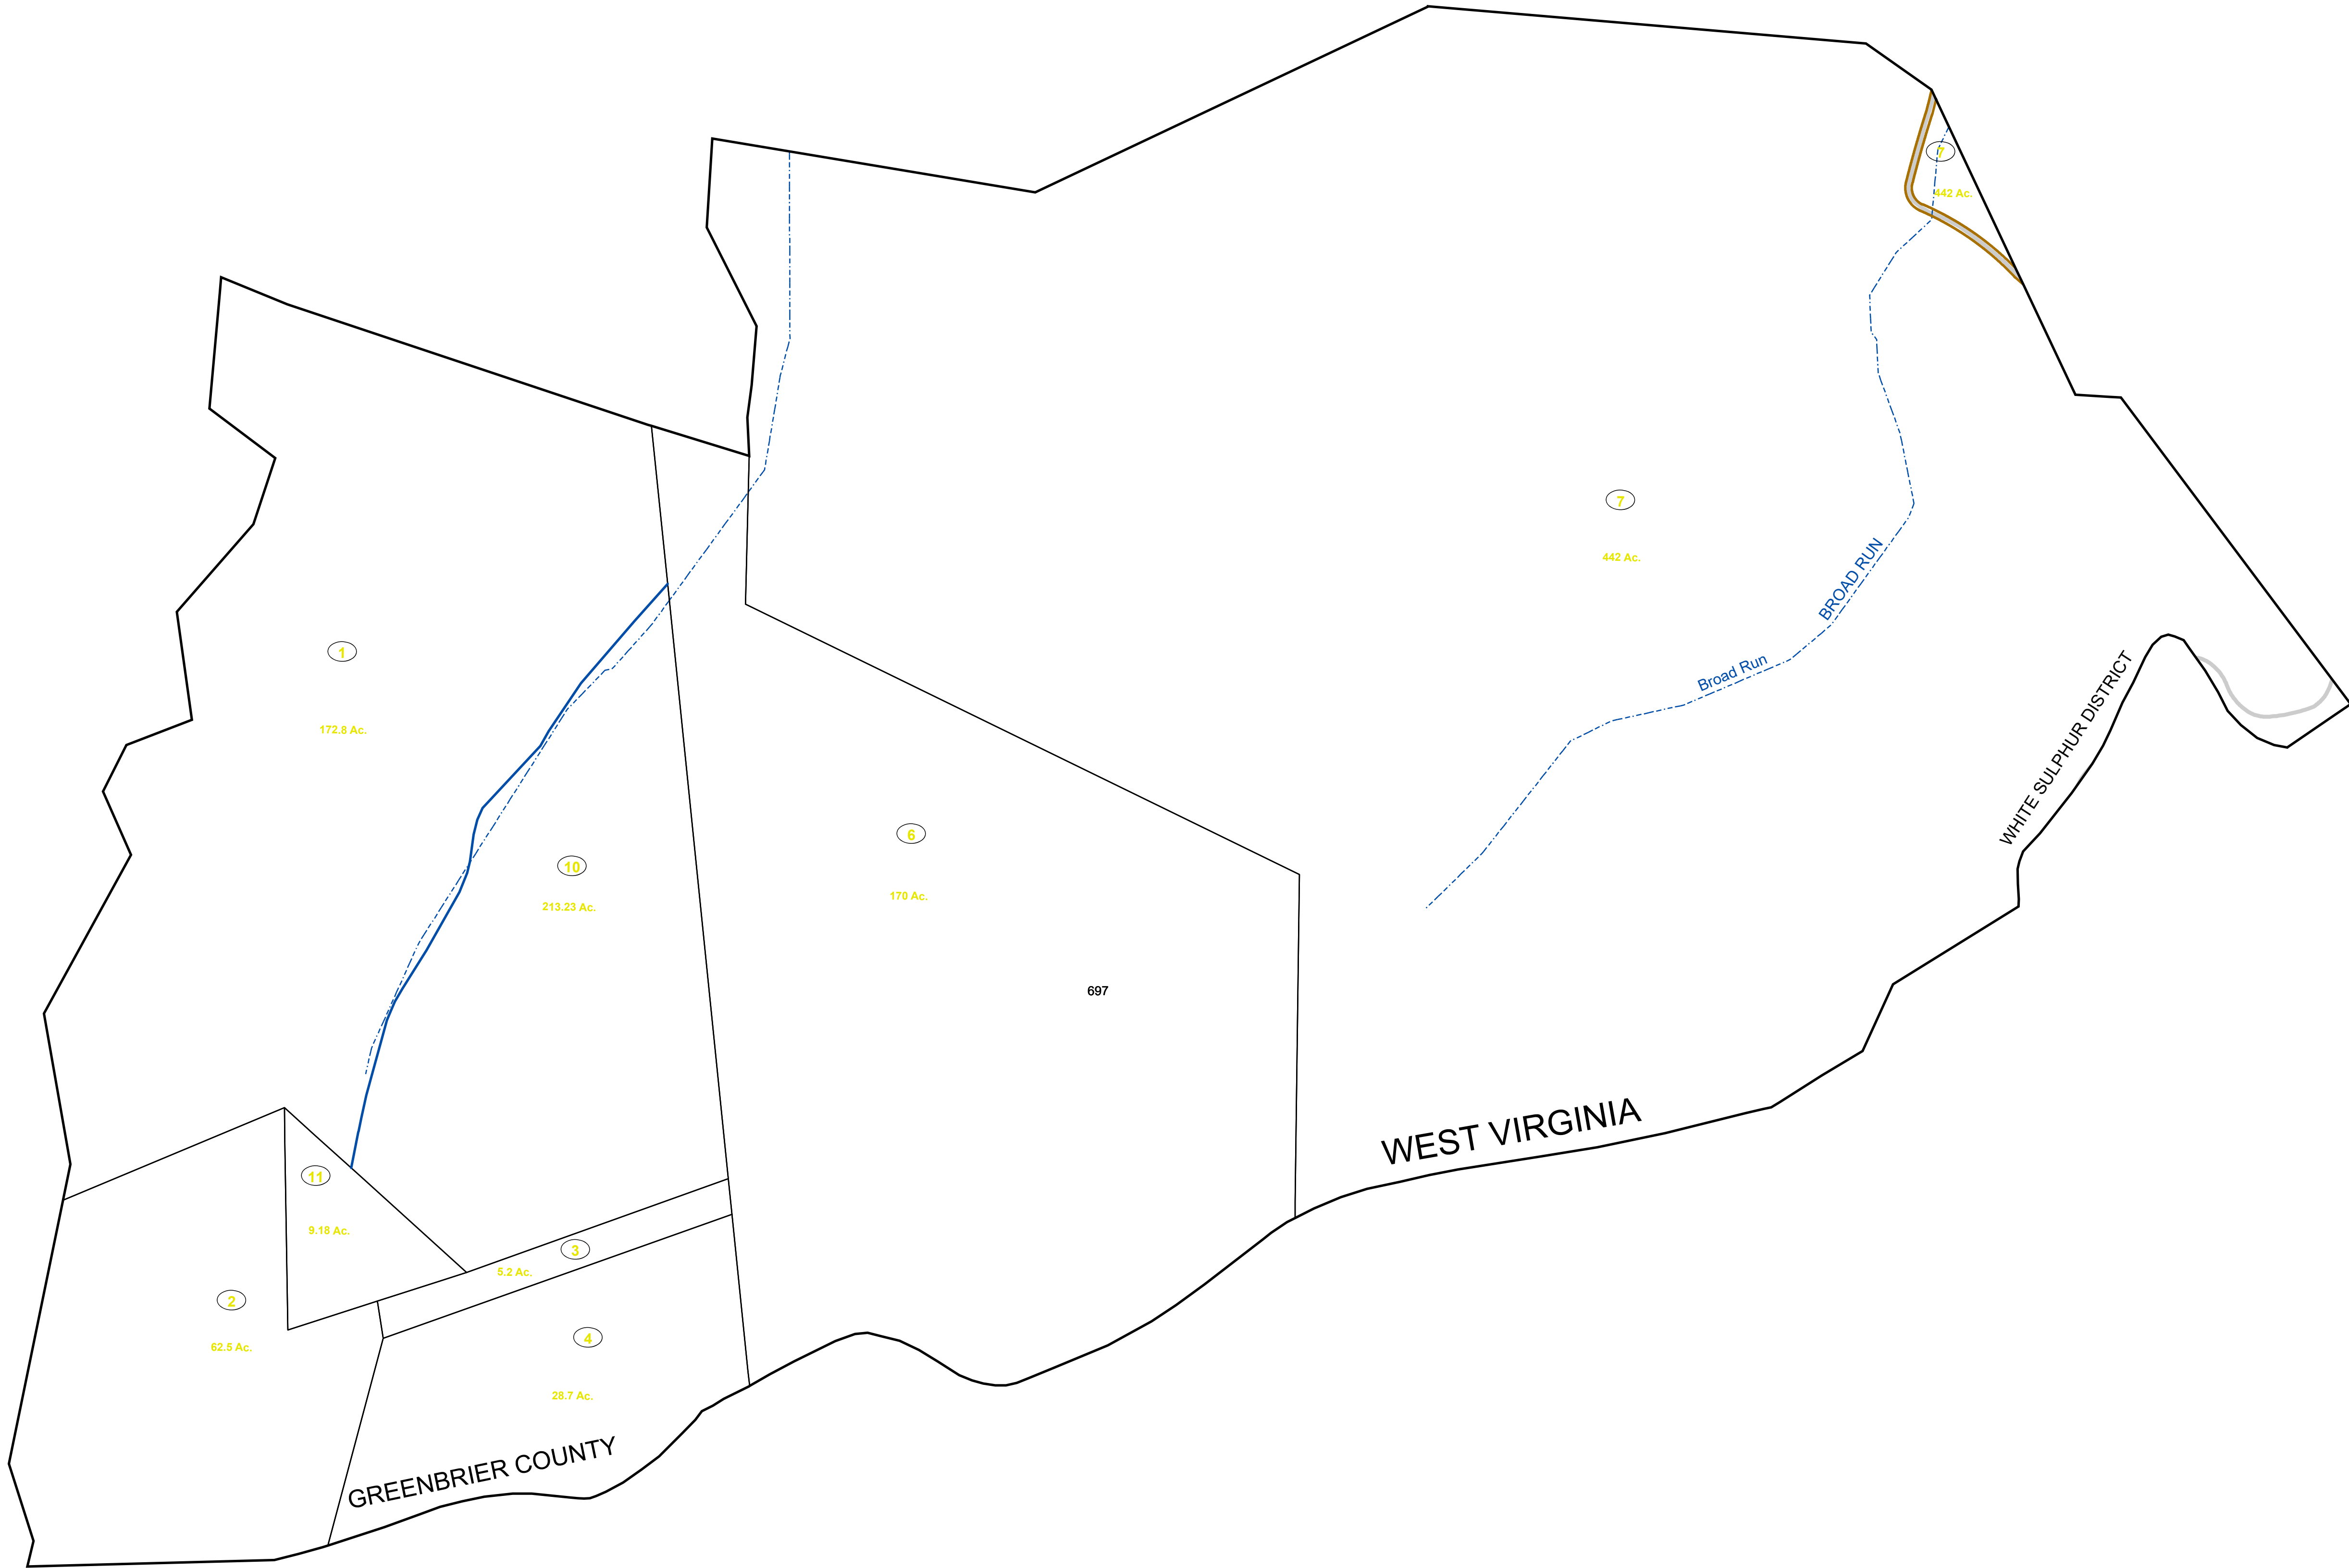 7
442 Ac.
7
442 Ac.
BROAD RUN
Broad Run
WHITE SULPHUR DISTRICT
1
172.8 Ac.
10
213.23 Ac.
6
170 Ac.
697
WEST VIRGINIA
11
9.18 Ac.
3
5.2 Ac.
2
62.5 Ac.
4
28.7 Ac.
GREENBRIER COUNTY